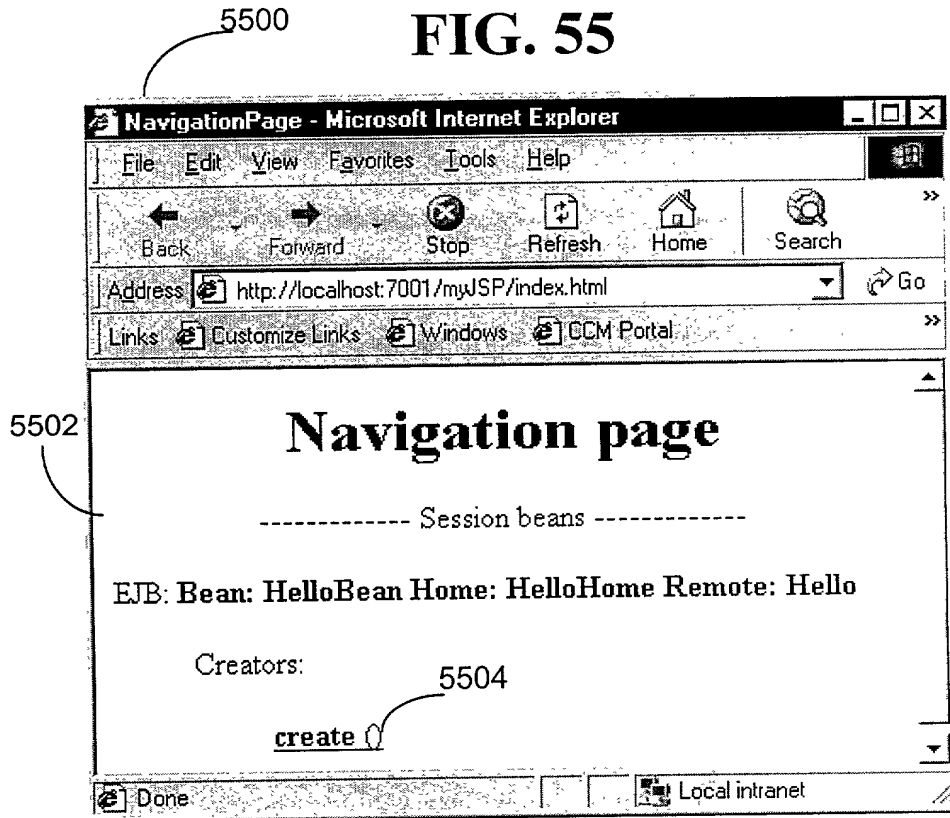 5500
FIG. 55
NavigationPage - Microsoft Internet Explorer
File Edit View Favorites Tools Help
Back Forward Stop Refresh Home Search »
Address http://localhost:7001/myJSP/index.html Go
Links Customize Links Windows CCM Portal »
5502
Navigation page
------------- Session beans -------------
EJB: Bean: HelloBean Home: HelloHome Remote: Hello
Creators:
5504
create ()
Done Local intranet